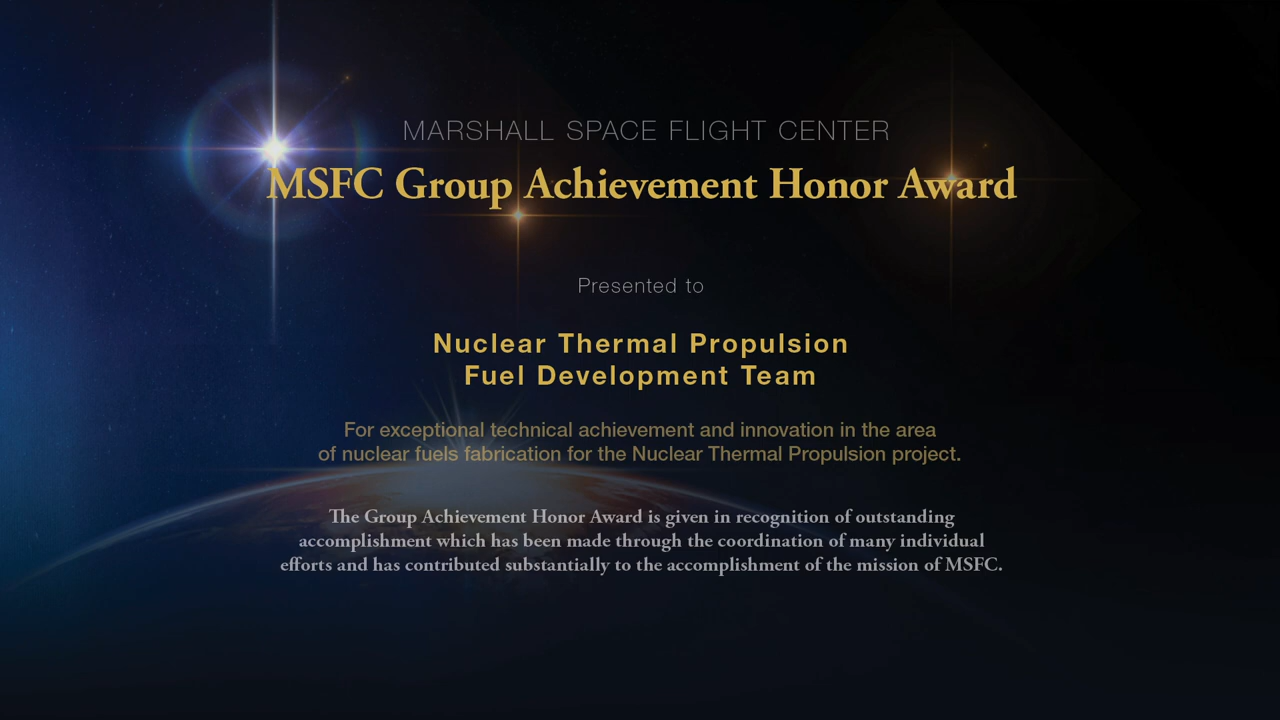 MARSHALL SPACE FLIGHT CENTER
MSFC Group Achievement Honor Award
Presented to
Nuclear Thermal Propulsion
Fuel Development Team
For exceptional technical achievement and innovation in the area
of nuclear fuels fabrication for the Nuclear Thermal Propulsion project.
The Group Achievement Honor Award is given in recognition of outstanding
accomplishment which has been made through the coordination of many individual
efforts and has contributed substantially to the accomplishment of the mission of MSFC.